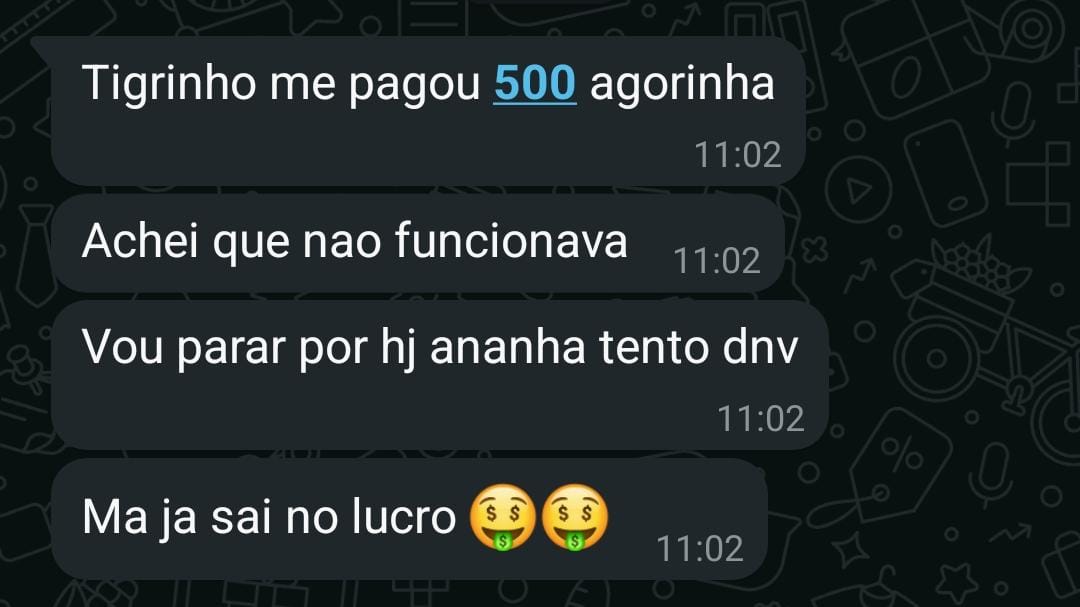 Tigrinho me pagou 500 agorinha
11:02
Achei que nao funcionava 11:02
Vou parar por hj ananha tento dnv
11:02
Ma ja sai no lucro 🤑🤑 11:02